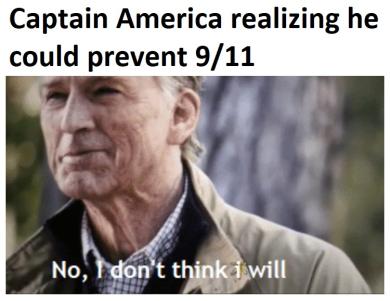 Captain America realizing he
could prevent 9/11
No, I don't think i will